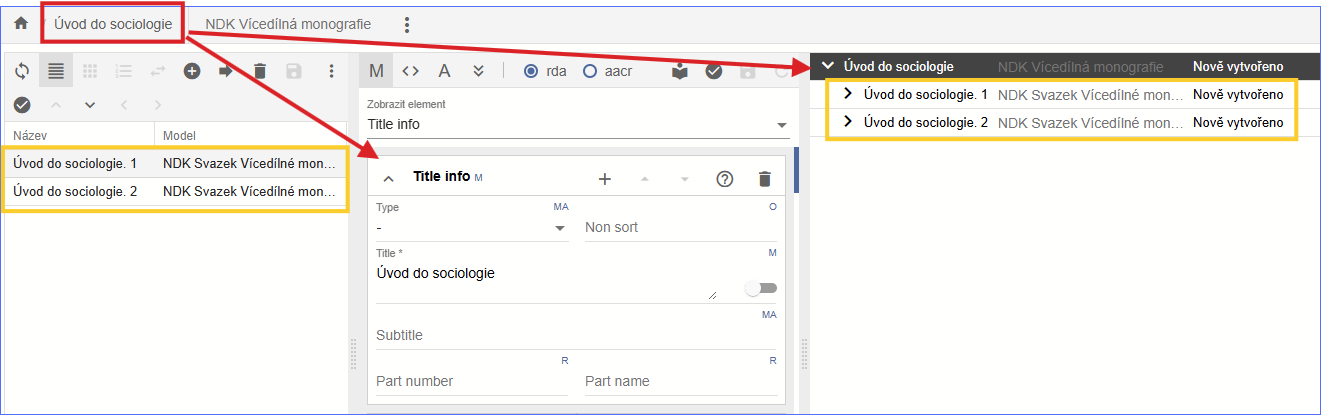 / Úvod do sociologie NDK Vícedílná monografie
M A rda aacr
Název Model
Úvod do sociologie. 1 NDK Svazek Vícedílné mon...
Úvod do sociologie. 2 NDK Svazek Vícedílné mon...
Zobrazit element
Title info
Title info M
Type MA
-
Non sort O
Title * M
Úvod do sociologie
Subtitle MA
Part number R
Part name R
Úvod do sociologie NDK Vícedílná monografie Nově vytvořeno
Úvod do sociologie. 1 NDK Svazek Vícedílné mon... Nově vytvořeno
Úvod do sociologie. 2 NDK Svazek Vícedílné mon... Nově vytvořeno